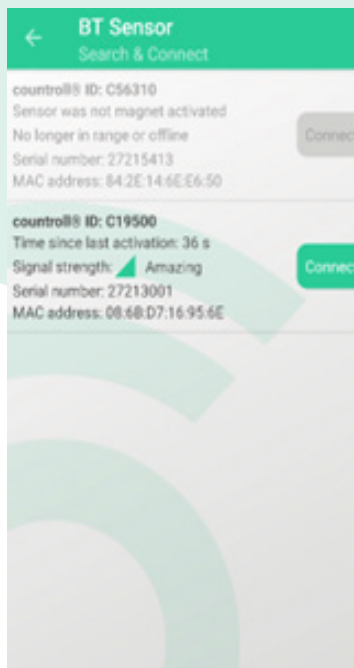 BT Sensor
Search & Connect
countroll® ID: C56310
Sensor was not magnet activated
No longer in range or offline
Connect
Serial number: 27215413
MAC address: 84:2E:14:6E:E6:50
countroll® ID: C19500
Time since last activation: 36 s
Signal strength: Amazing
Connect
Serial number: 27213001
MAC address: 08:6B:D7:16:95:6E